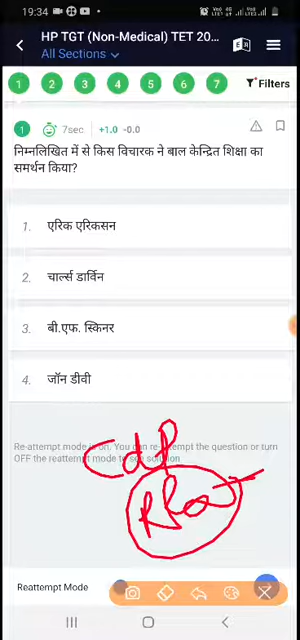 19:34
HP TGT (Non-Medical) TET 20...
All Sections
1 2 3 4 5 6 7 Filters
1 7sec +1.0 -0.0
निम्नलिखित में से किस विचारक ने बाल केन्द्रित शिक्षा का
समर्थन किया?
1. एरिक एरिकसन
2. चार्ल्स डार्विन
3. बी.एफ. स्किनर
4. जॉन डीवी
Re-attempt mode is on. You can re-attempt the question or turn
OFF the reattempt mode to see solution
cdp
Reattempt Mode